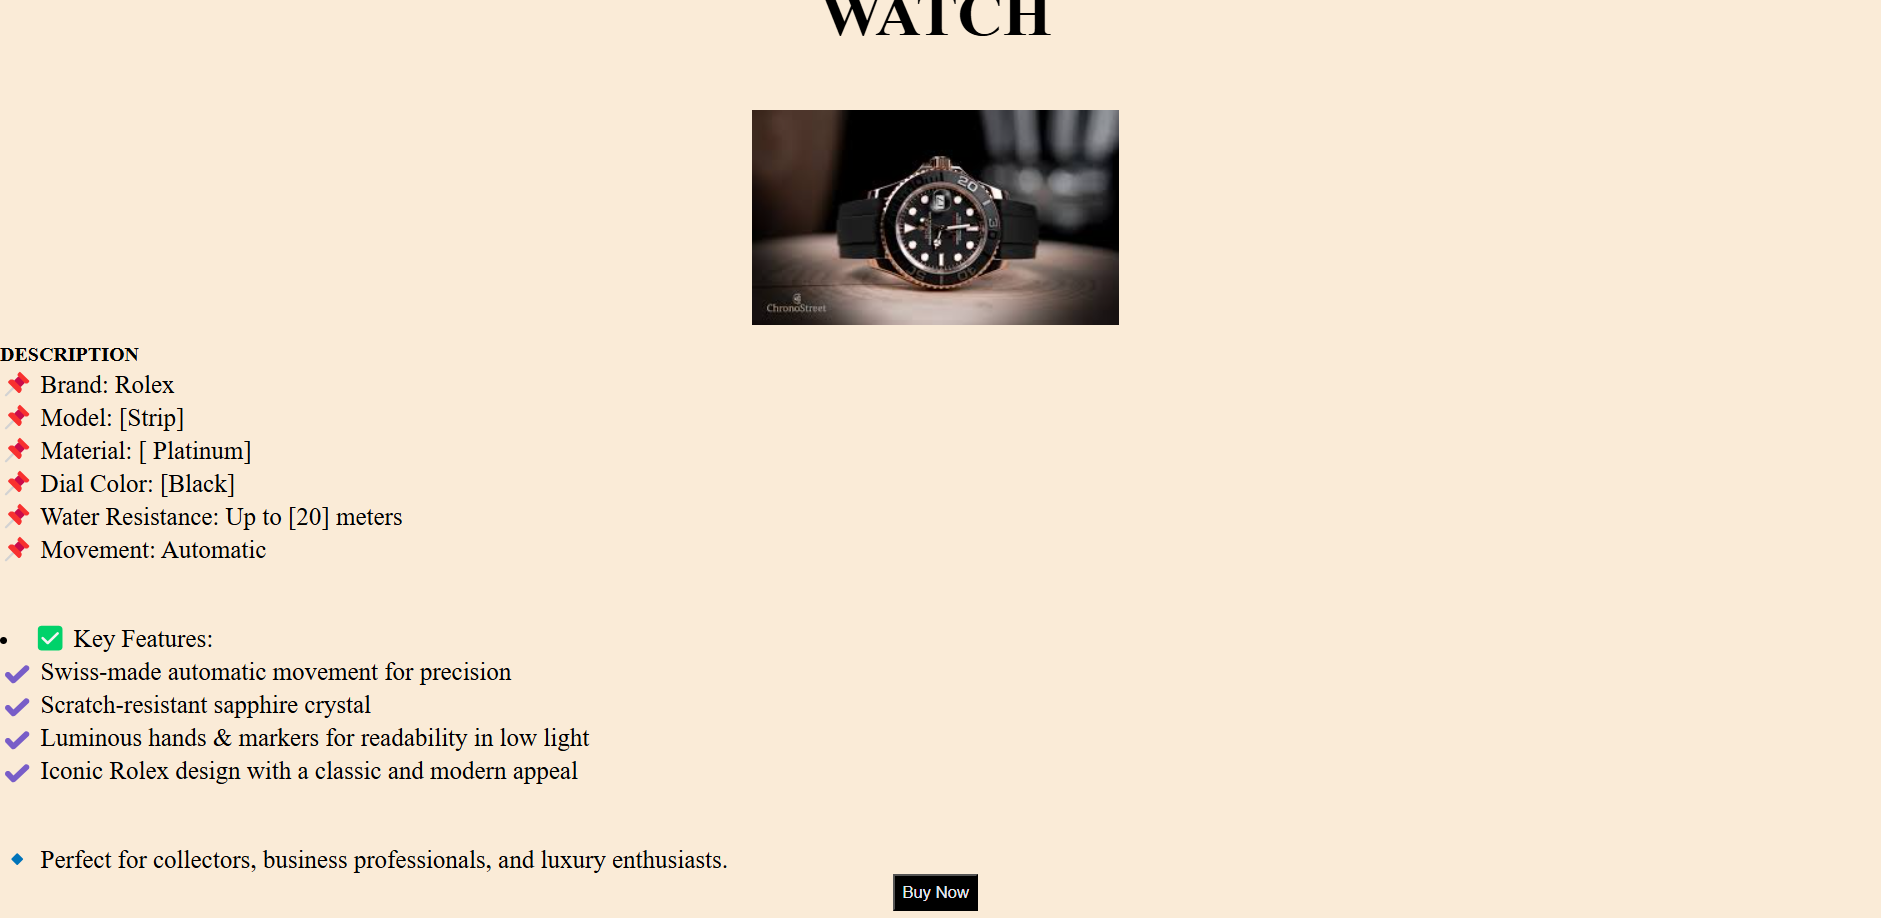 WATCH
20
17
ChronoStreet
DESCRIPTION
📌 Brand: Rolex
📌 Model: [Strip]
📌 Material: [ Platinum]
📌 Dial Color: [Black]
📌 Water Resistance: Up to [20] meters
📌 Movement: Automatic
• ✅ Key Features:
✔ Swiss-made automatic movement for precision
✔ Scratch-resistant sapphire crystal
✔ Luminous hands & markers for readability in low light
✔ Iconic Rolex design with a classic and modern appeal
🔹 Perfect for collectors, business professionals, and luxury enthusiasts.
Buy Now